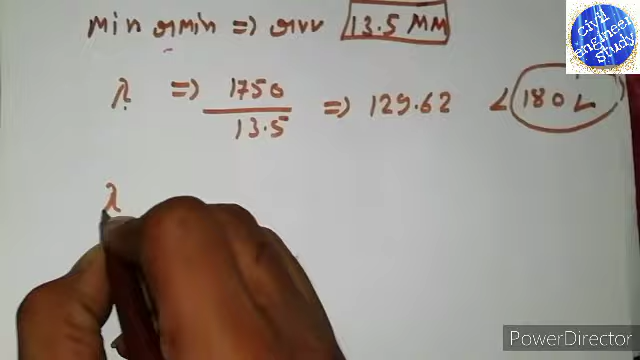 Min rmin => rvv 13.5 MM
civil engineer study
λ => 1750 / 13.5 => 129.62 < 180
λ
PowerDirector